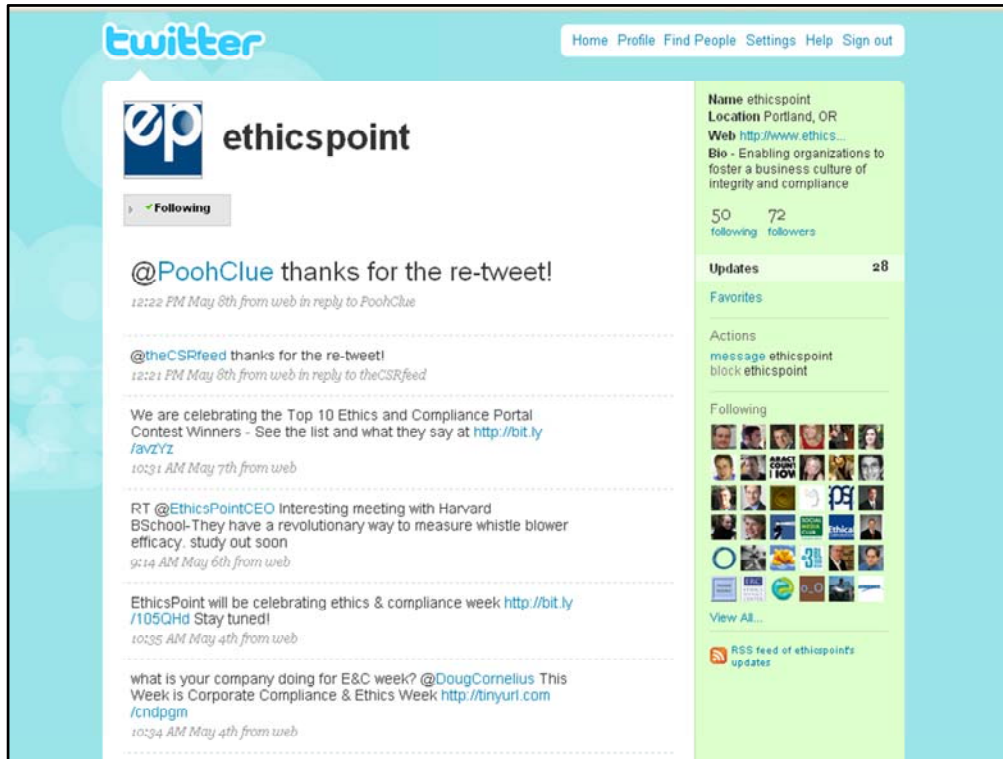 twitter
Home Profile Find People Settings Help Sign out
ep
ethicspoint
Following
@PoohClue thanks for the re-tweet!
12:22 PM May 8th from web in reply to PoohClue
@theCSRfeed thanks for the re-tweet!
12:21 PM May 8th from web in reply to theCSRfeed
We are celebrating the Top 10 Ethics and Compliance Portal
Contest Winners - See the list and what they say at http://bit.ly
/avzYz
10:31 AM May 7th from web
RT @EthicsPointCEO Interesting meeting with Harvard
BSchool-They have a revolutionary way to measure whistle blower
efficacy. study out soon
9:14 AM May 6th from web
EthicsPoint will be celebrating ethics & compliance week http://bit.ly
/105QHd Stay tuned!
10:35 AM May 4th from web
what is your company doing for E&C week? @DougCornelius This
Week is Corporate Compliance & Ethics Week http://tinyurl.com
/cndpgm
10:34 AM May 4th from web
Name ethicspoint
Location Portland, OR
Web http://www.ethics...
Bio - Enabling organizations to
foster a business culture of
integrity and compliance
50 72
following followers
Updates 28
Favorites
Actions
message ethicspoint
block ethicspoint
Following
SOCIAL
MEDIA
CLUB
Ethical
View All...
RSS feed of ethicspoint's
updates